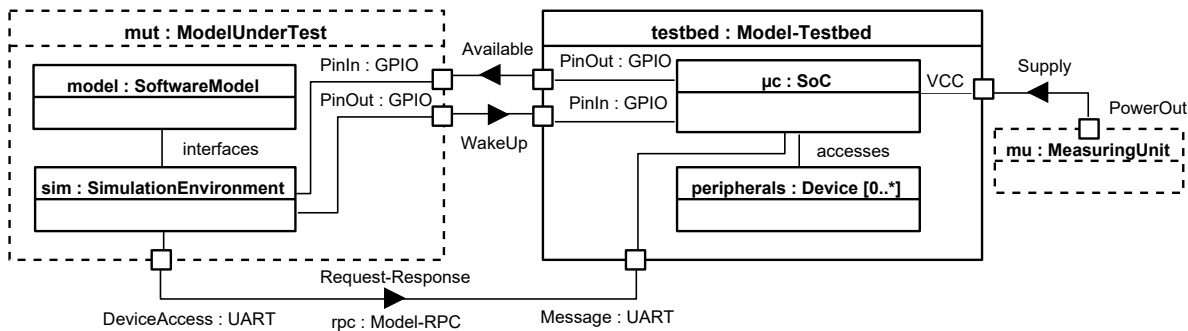 mut : ModelUnderTest
model : SoftwareModel
interfaces
sim : SimulationEnvironment
PinIn : GPIO
PinOut : GPIO
Available
WakeUp
testbed : Model-Testbed
PinOut : GPIO
PinIn : GPIO
µc : SoC
accesses
peripherals : Device [0..*]
VCC
Supply
PowerOut
mu : MeasuringUnit
Request-Response
DeviceAccess : UART
rpc : Model-RPC
Message : UART